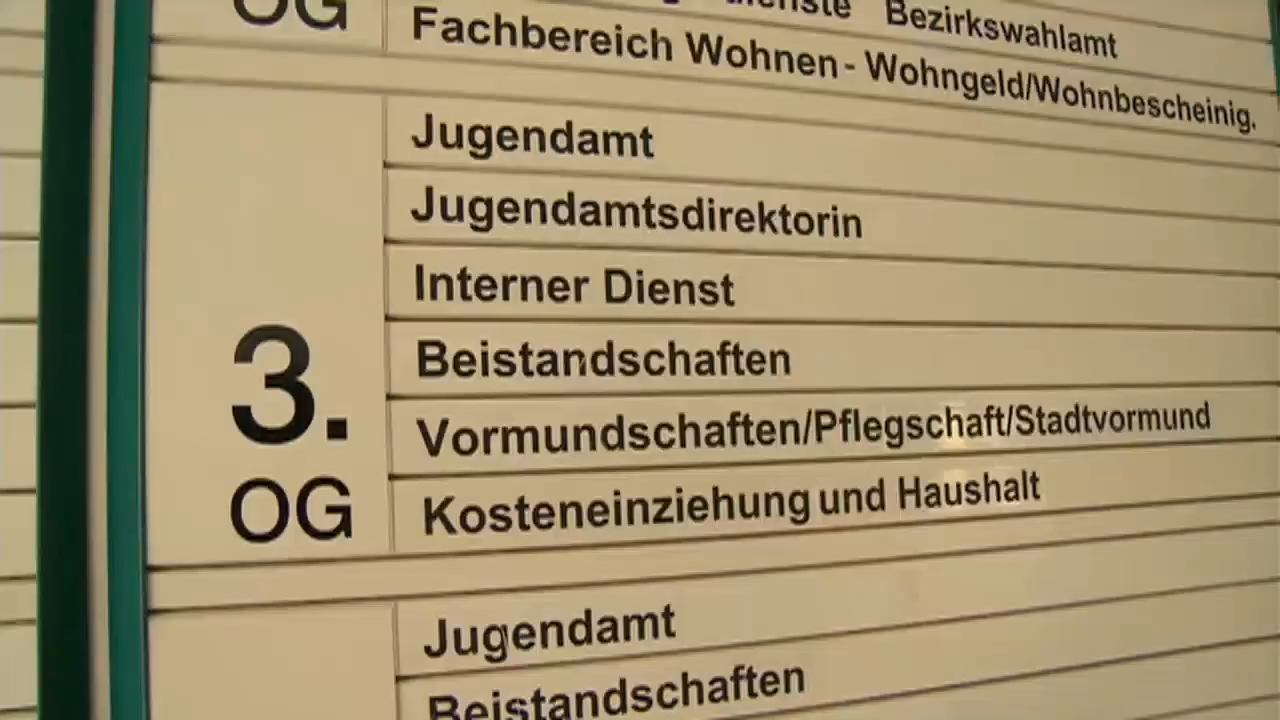 OG
Bezirkswahlamt
Fachbereich Wohnen - Wohngeld/Wohnbescheinig.
Jugendamt
Jugendamtsdirektorin
Interner Dienst
3.
OG
Beistandschaften
Vormundschaften/Pflegschaft/Stadtvormund
Kosteneinziehung und Haushalt
Jugendamt
Beistandschaften